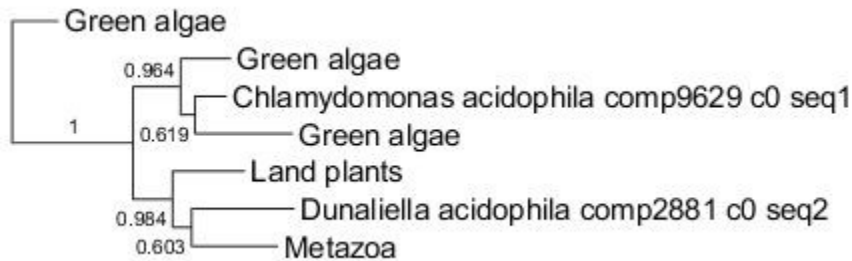 Green algae
0.964
Green algae
Chlamydomonas acidophila comp9629 c0 seq1
1
0.619
Green algae
Land plants
0.984
Dunaliella acidophila comp2881 c0 seq2
0.603
Metazoa